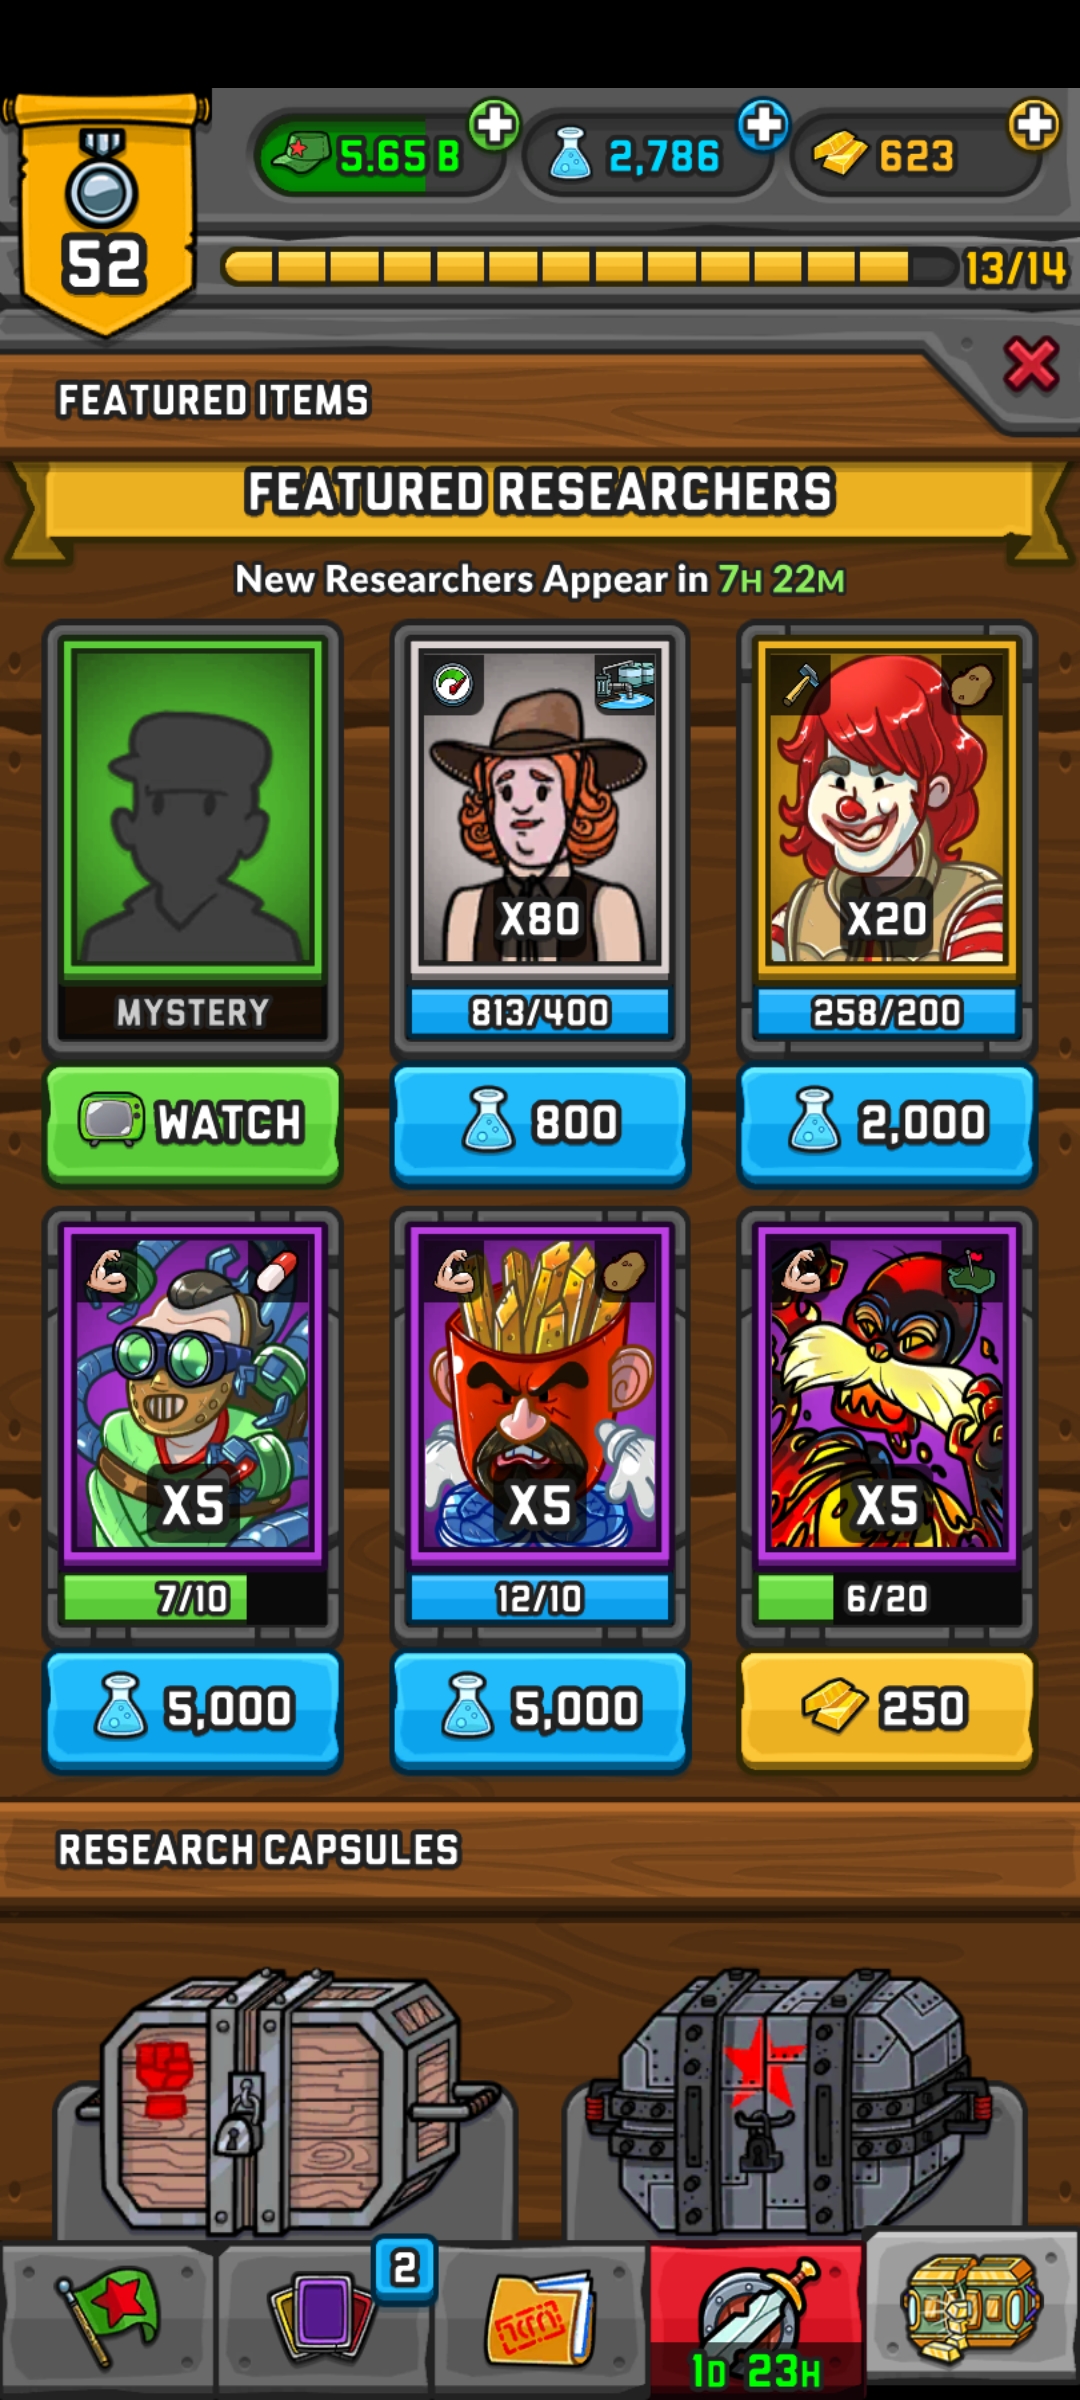 5.65 B
2,786
623
52
13/14
FEATURED ITEMS
FEATURED RESEARCHERS
New Researchers Appear in 7H 22M
X80
X20
MYSTERY
813/400
258/200
WATCH
800
2,000
X5
X5
X5
7/10
12/10
6/20
5,000
5,000
250
RESEARCH CAPSULES
2
1D 23H